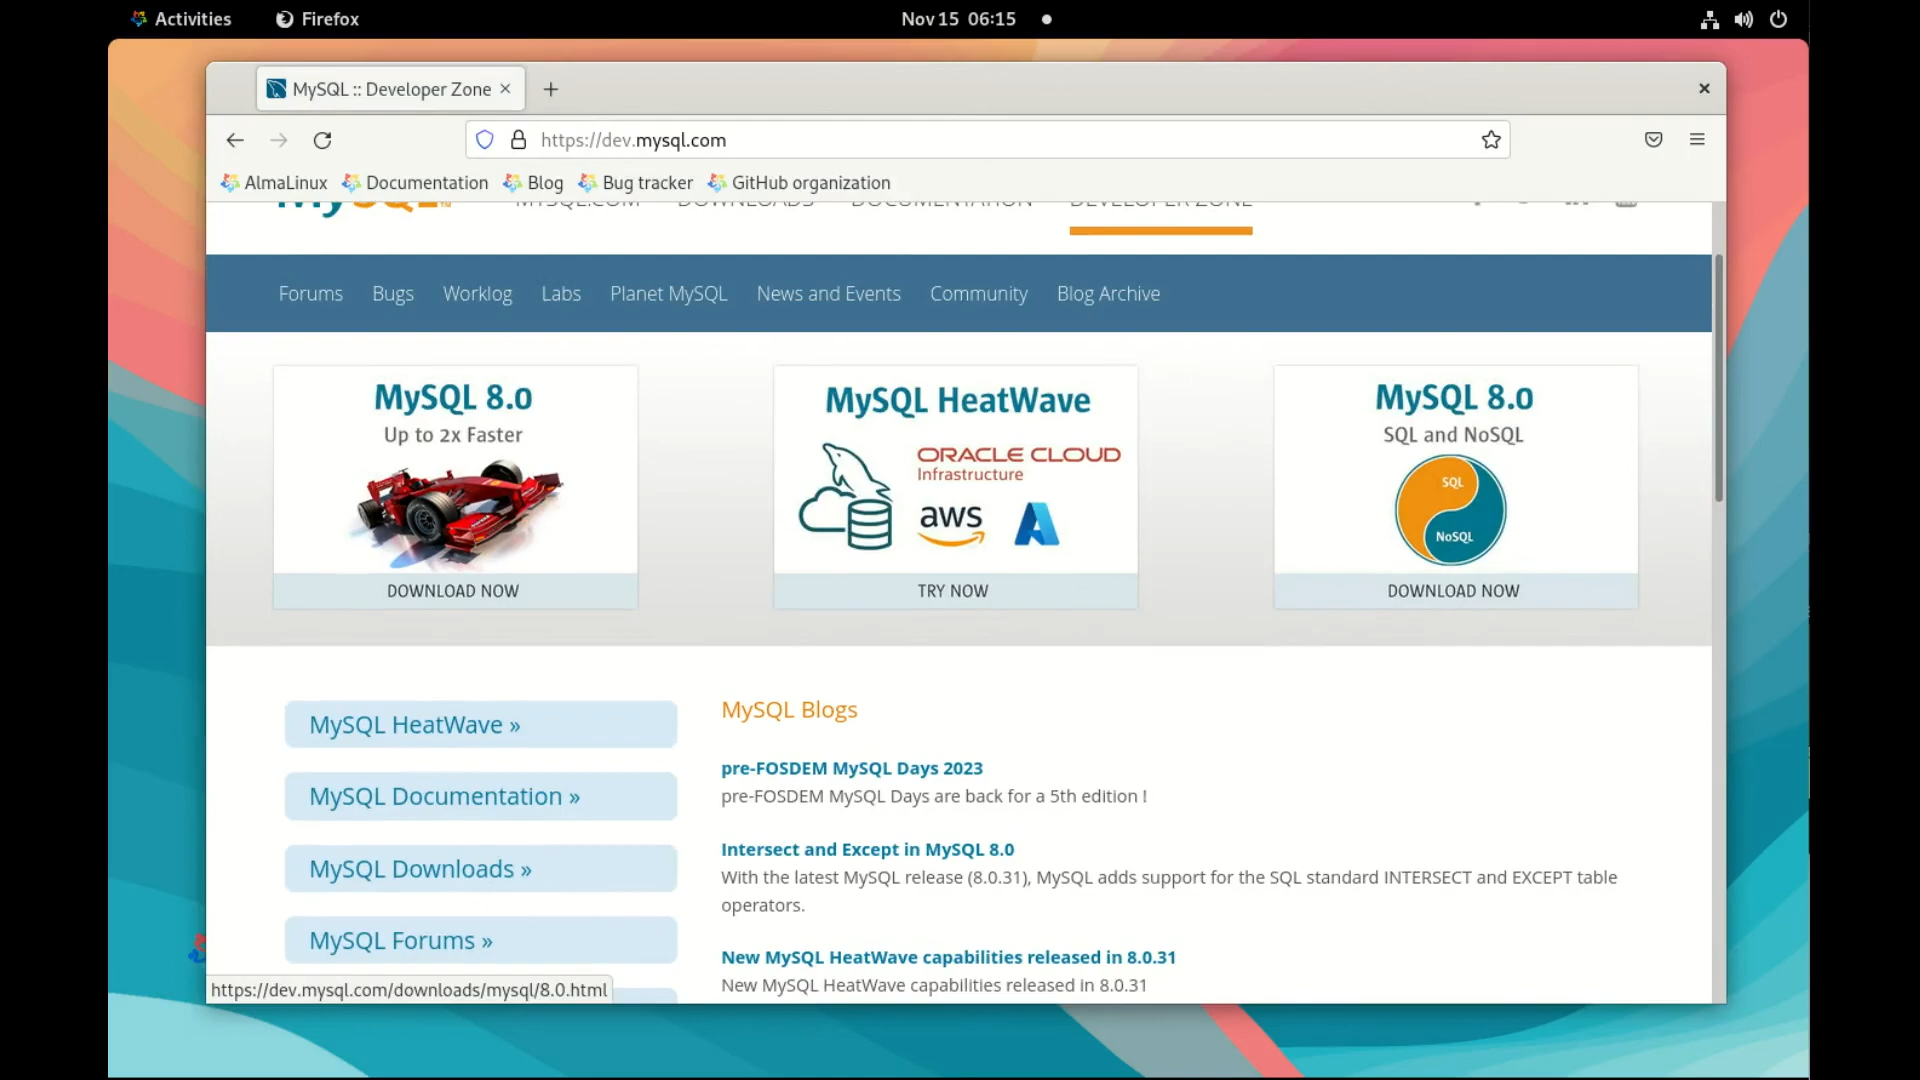 Activities
Firefox
Nov 15 06:15
MySQL :: Developer Zone
https://dev.mysql.com
AlmaLinux
Documentation
Blog
Bug tracker
GitHub organization
MySQL
MYSQL.COM
DOWNLOADS
DOCUMENTATION
DEVELOPER ZONE
Forums
Bugs
Worklog
Labs
Planet MySQL
News and Events
Community
Blog Archive
MySQL 8.0
Up to 2x Faster
DOWNLOAD NOW
MySQL HeatWave
ORACLE CLOUD
Infrastructure
aws
TRY NOW
MySQL 8.0
SQL and NoSQL
SQL
NoSQL
DOWNLOAD NOW
MySQL HeatWave »
MySQL Documentation »
MySQL Downloads »
MySQL Forums »
MySQL Blogs
pre-FOSDEM MySQL Days 2023
pre-FOSDEM MySQL Days are back for a 5th edition !
Intersect and Except in MySQL 8.0
With the latest MySQL release (8.0.31), MySQL adds support for the SQL standard INTERSECT and EXCEPT table
operators.
New MySQL HeatWave capabilities released in 8.0.31
New MySQL HeatWave capabilities released in 8.0.31
https://dev.mysql.com/downloads/mysql/8.0.html